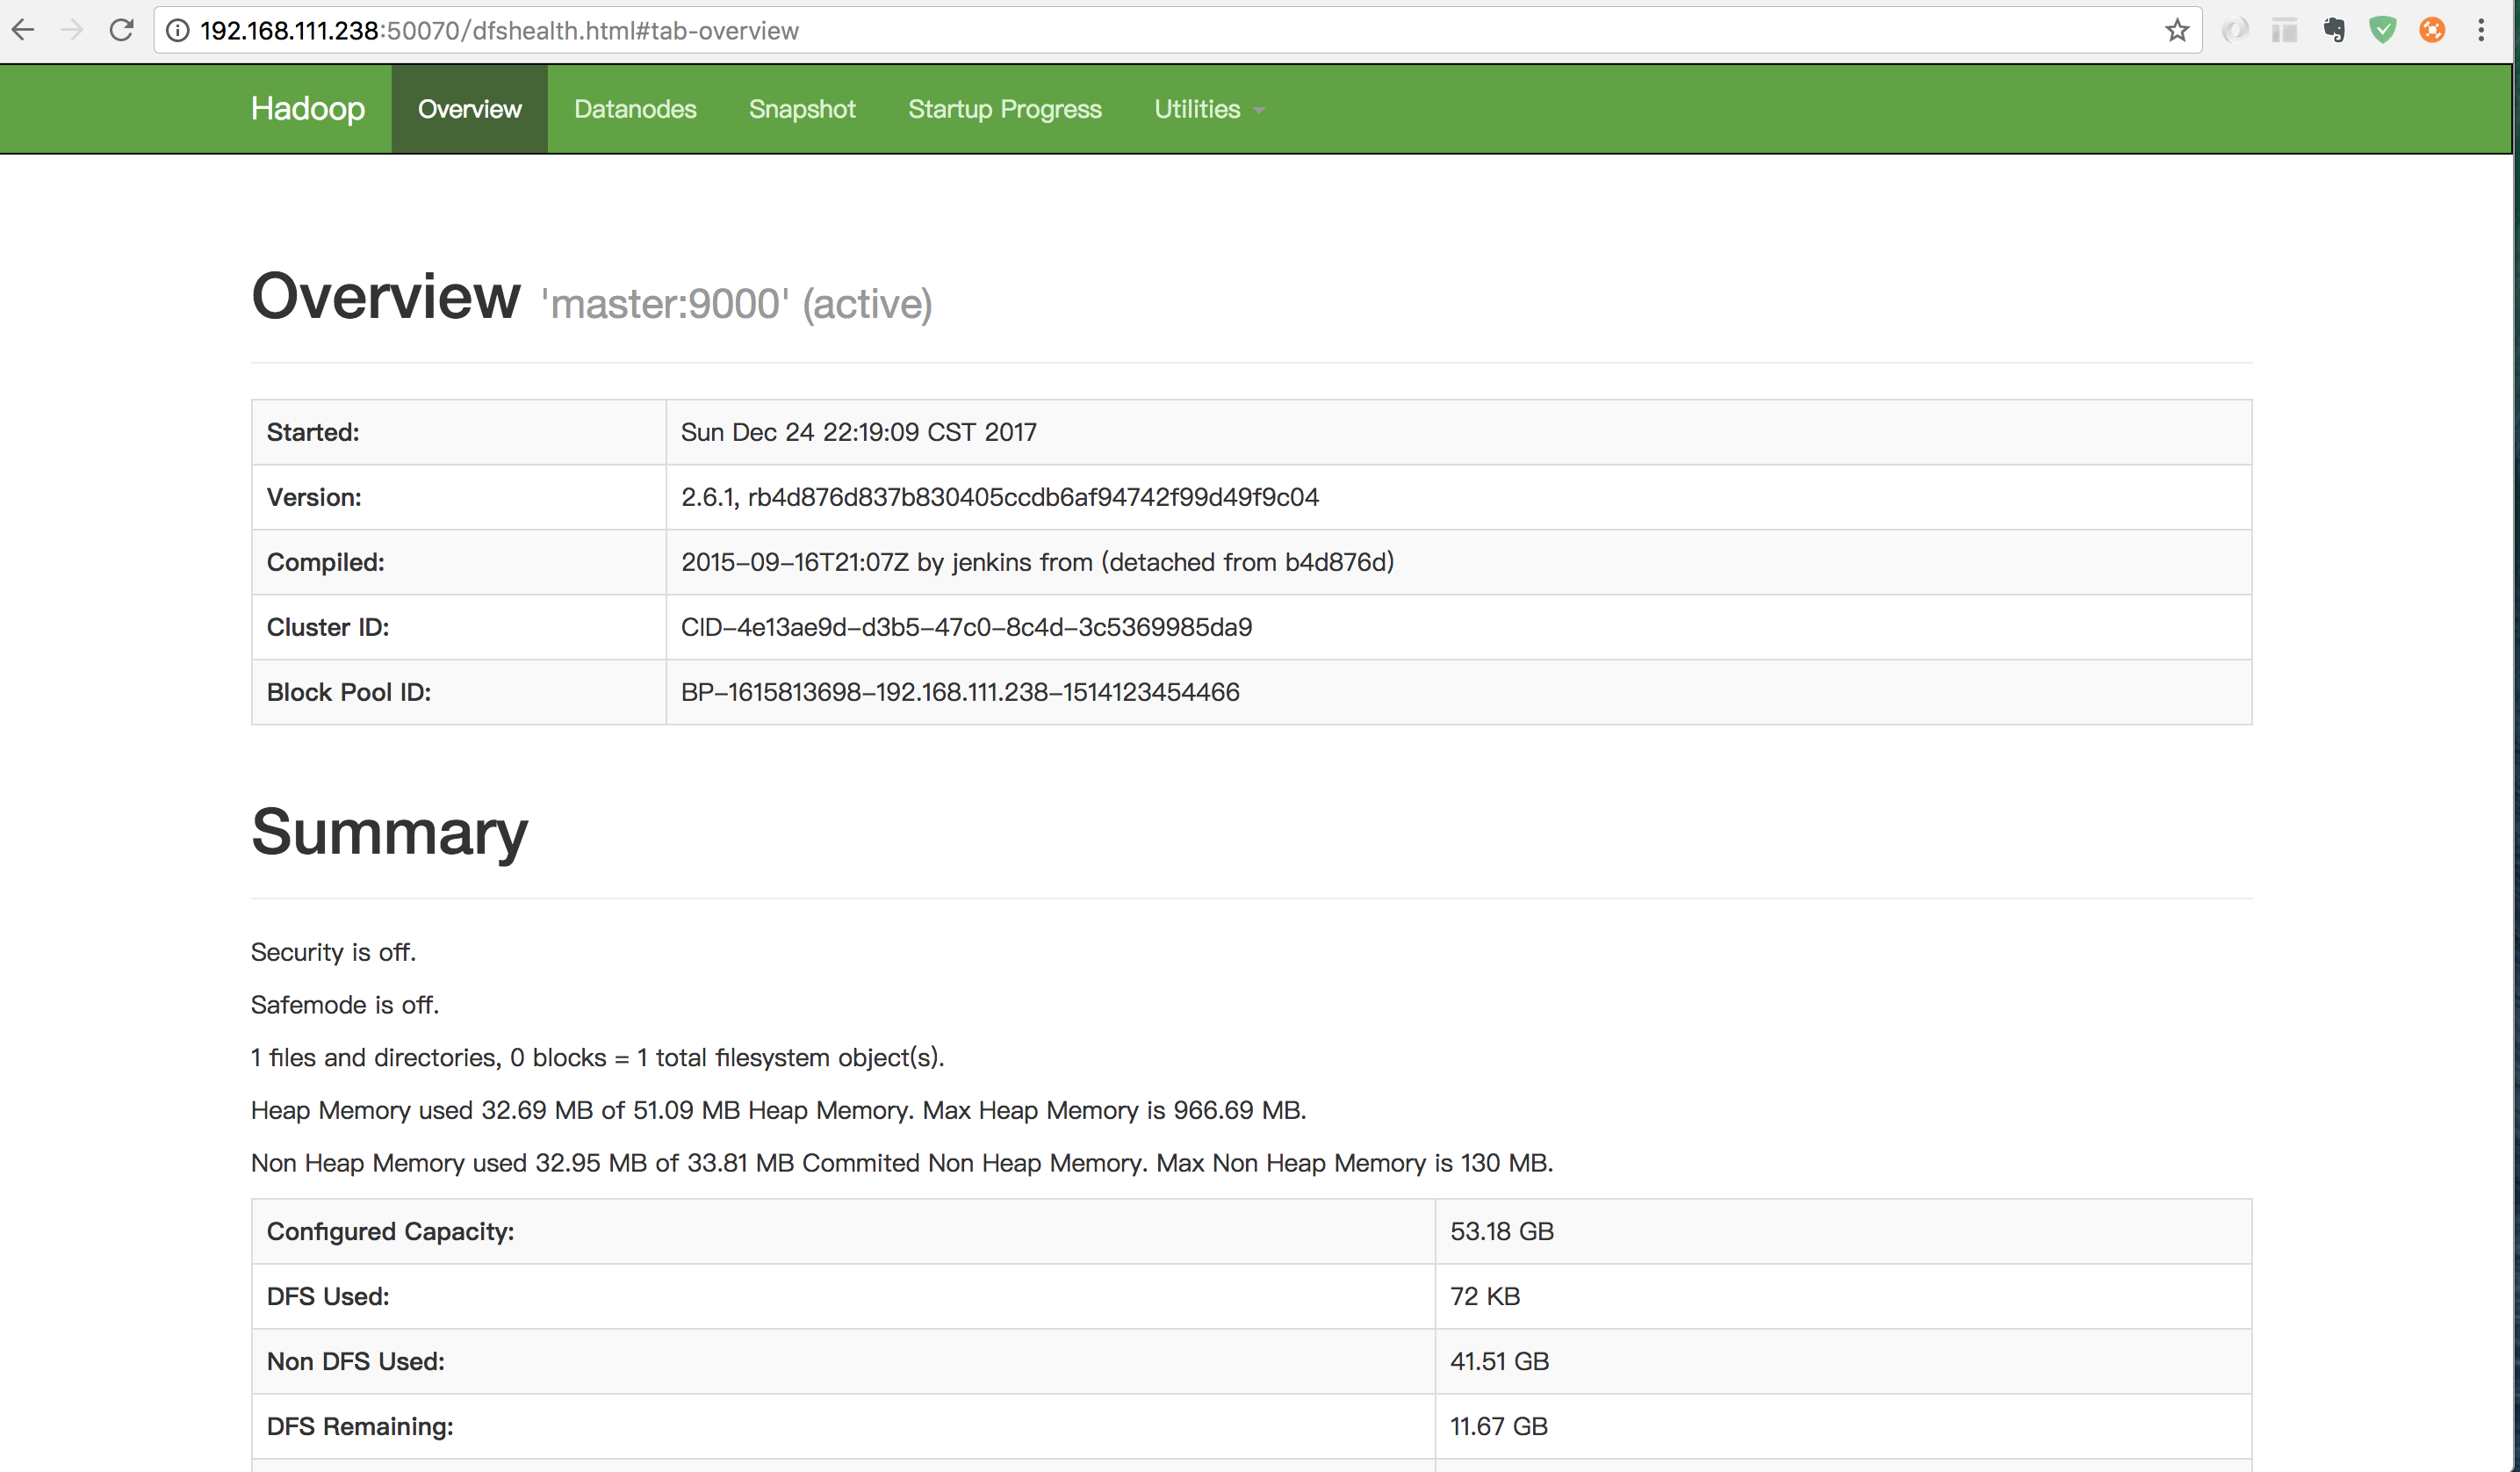 192.168.111.238:50070/dfshealth.html#tab-overview
Hadoop Overview Datanodes Snapshot Startup Progress Utilities
Overview 'master:9000' (active)
Started: Sun Dec 24 22:19:09 CST 2017
Version: 2.6.1, rb4d876d837b830405ccdb6af94742f99d49f9c04
Compiled: 2015-09-16T21:07Z by jenkins from (detached from b4d876d)
Cluster ID: CID-4e13ae9d-d3b5-47c0-8c4d-3c5369985da9
Block Pool ID: BP-1615813698-192.168.111.238-1514123454466
Summary
Security is off.
Safemode is off.
1 files and directories, 0 blocks = 1 total filesystem object(s).
Heap Memory used 32.69 MB of 51.09 MB Heap Memory. Max Heap Memory is 966.69 MB.
Non Heap Memory used 32.95 MB of 33.81 MB Commited Non Heap Memory. Max Non Heap Memory is 130 MB.
Configured Capacity: 53.18 GB
DFS Used: 72 KB
Non DFS Used: 41.51 GB
DFS Remaining: 11.67 GB